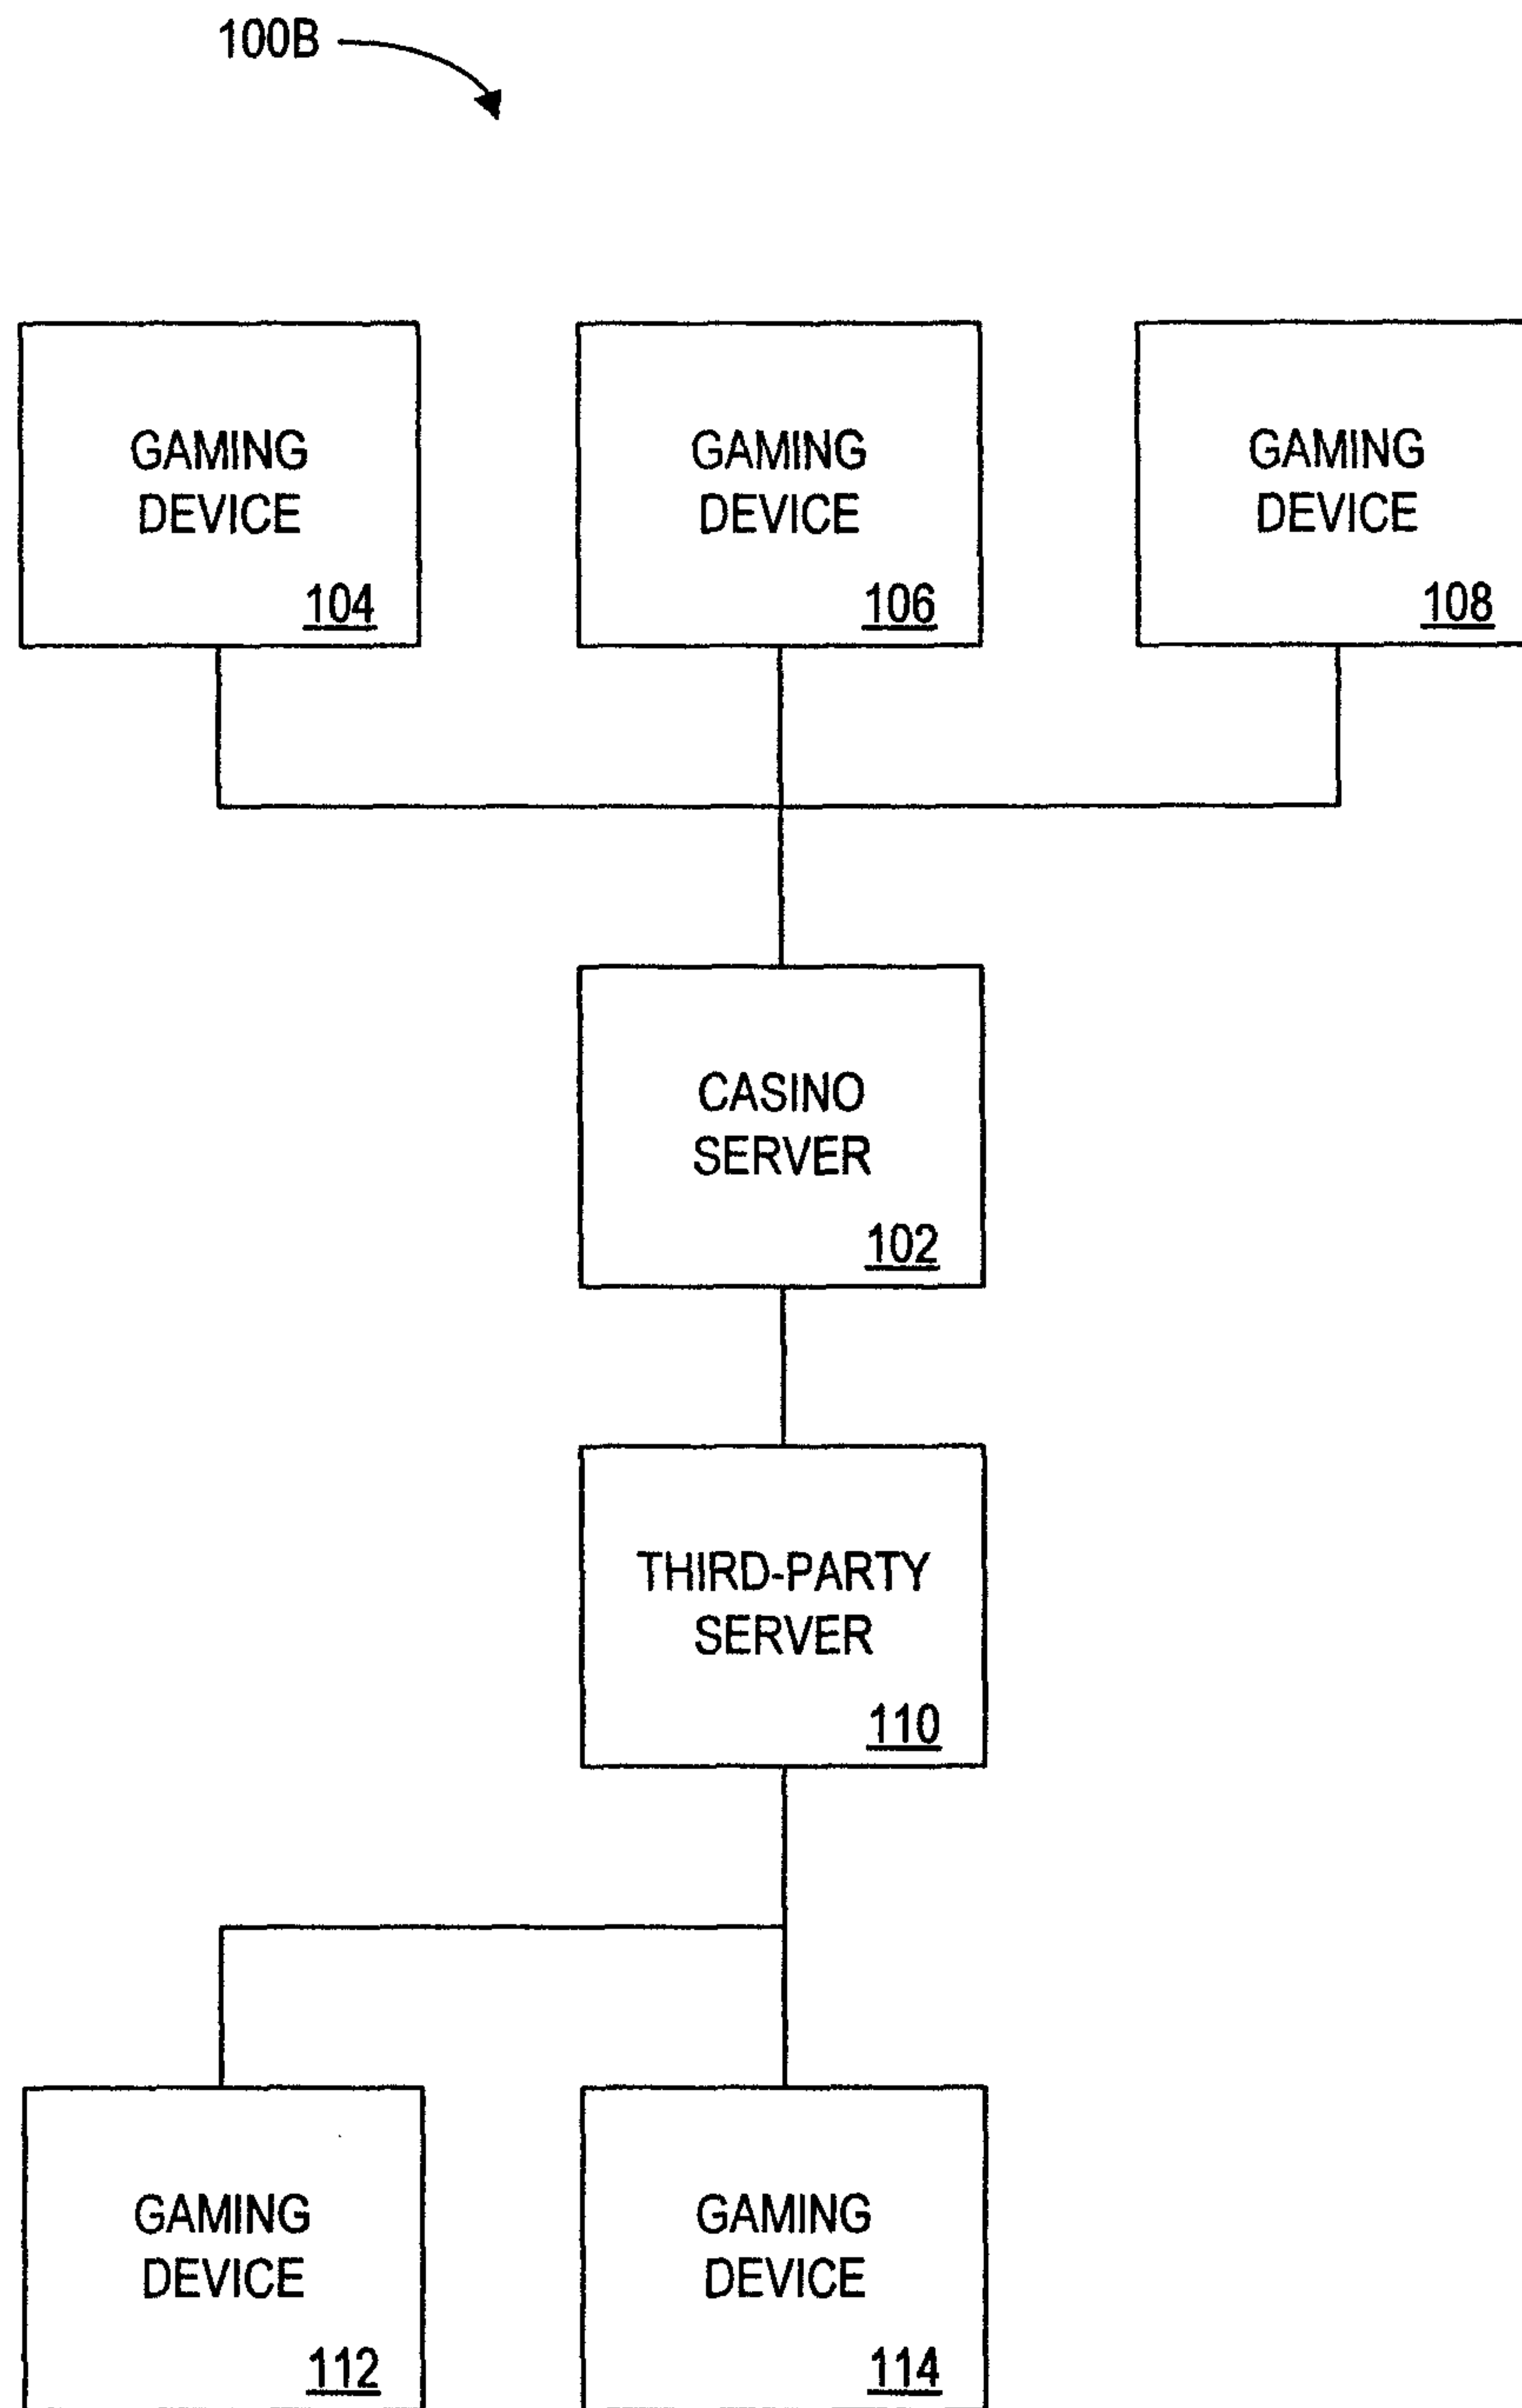 100B
GAMING
DEVICE
104
GAMING
DEVICE
106
GAMING
DEVICE
108
CASINO
SERVER
102
THIRD-PARTY
SERVER
110
GAMING
DEVICE
112
GAMING
DEVICE
114